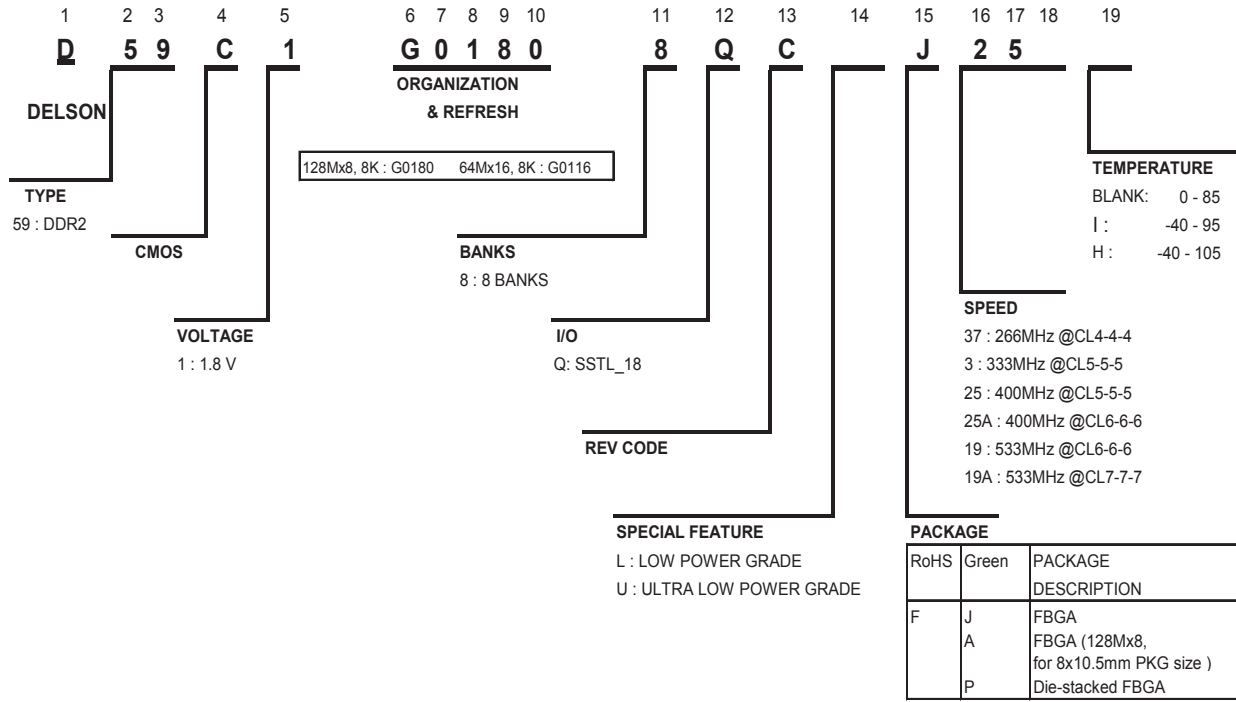 1 2 3 4 5 6 7 8 9 10 11 12 13 14 15 16 17 18 19
D 5 9 C 1 G 0 1 8 0 8 Q C J 2 5
ORGANIZATION
& REFRESH
DELSON
128Mx8, 8K : G0180 64Mx16, 8K : G0116
TYPE
59 : DDR2
CMOS
VOLTAGE
1 : 1.8 V
BANKS
8 : 8 BANKS
I/O
Q: SSTL_18
REV CODE
SPECIAL FEATURE
L : LOW POWER GRADE
U : ULTRA LOW POWER GRADE
TEMPERATURE
BLANK: 0 - 85
I : -40 - 95
H : -40 - 105
SPEED
37 : 266MHz @CL4-4-4
3 : 333MHz @CL5-5-5
25 : 400MHz @CL5-5-5
25A : 400MHz @CL6-6-6
19 : 533MHz @CL6-6-6
19A : 533MHz @CL7-7-7
PACKAGE
RoHS Green PACKAGE
DESCRIPTION
F J FBGA
A FBGA (128Mx8,
for 8x10.5mm PKG size )
P Die-stacked FBGA